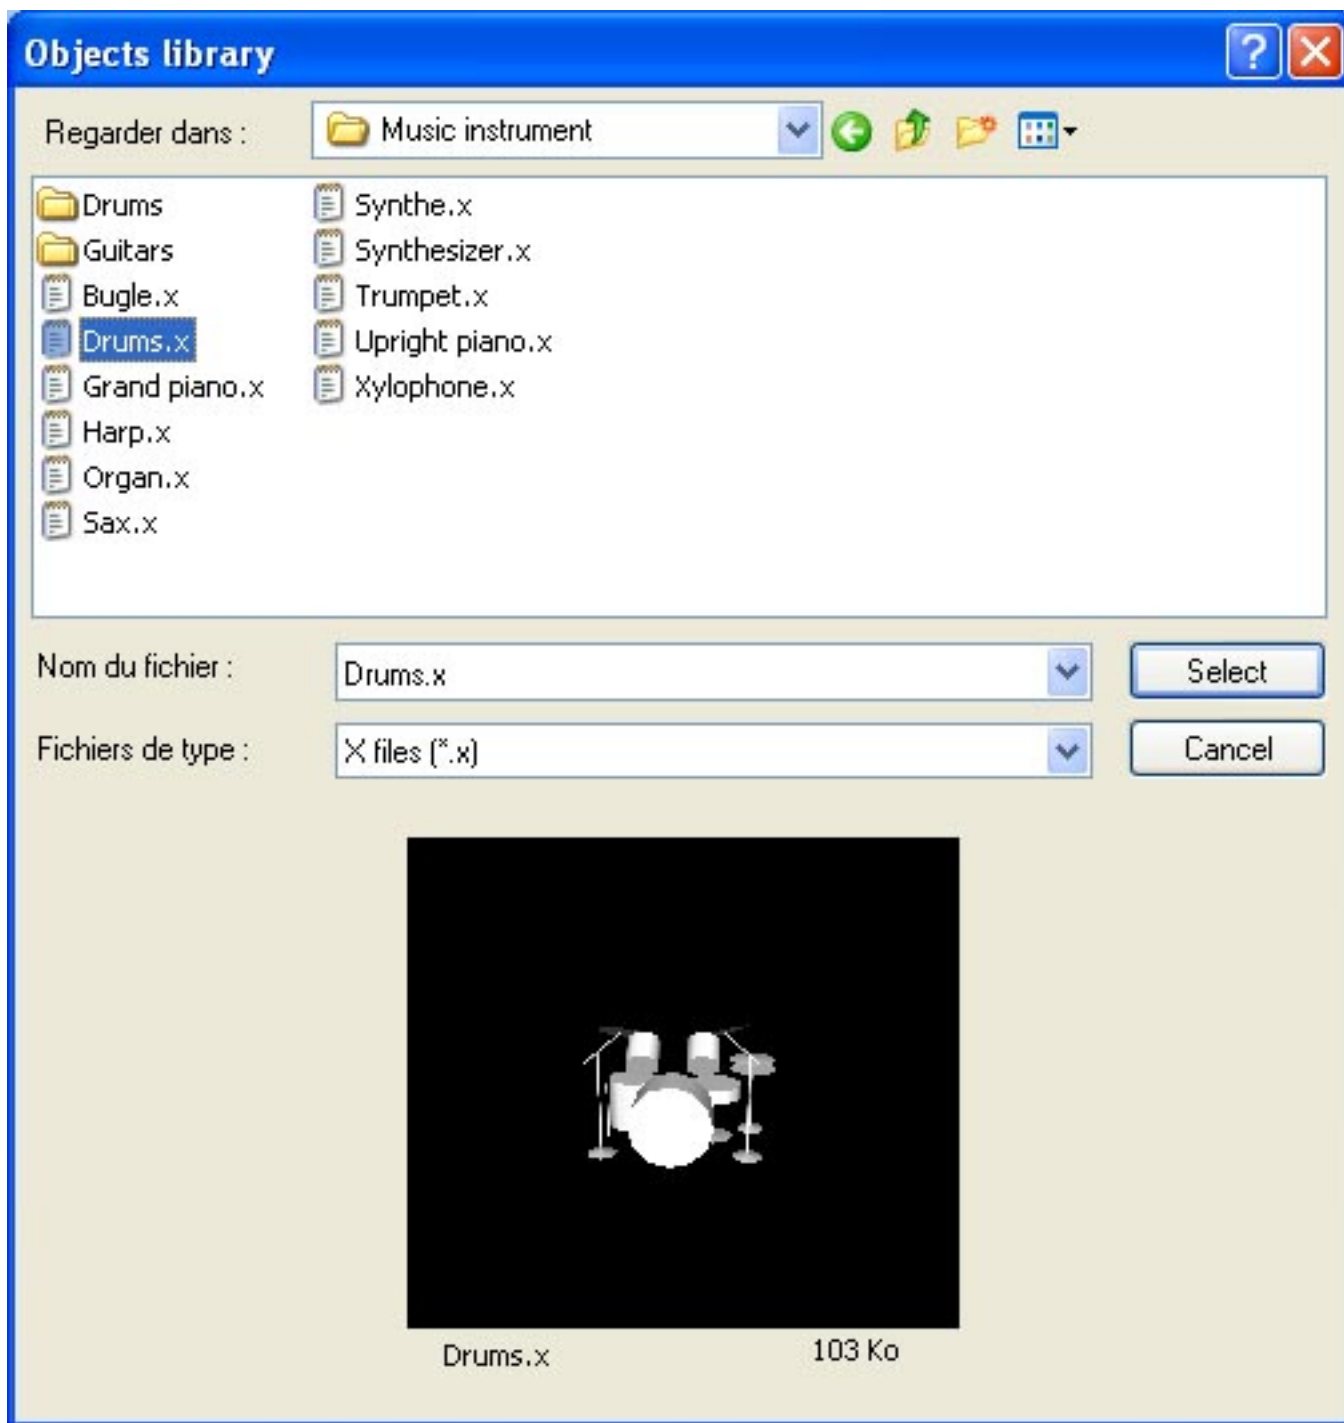 Objects library
Regarder dans :
Music instrument
Drums
Guitars
Bugle.x
Drums.x
Grand piano.x
Harp.x
Organ.x
Sax.x
Synthe.x
Synthesizer.x
Trumpet.x
Upright piano.x
Xylophone.x
Nom du fichier :
Drums.x
Select
Fichiers de type :
X files (*.x)
Cancel
Drums.x
103 Ko